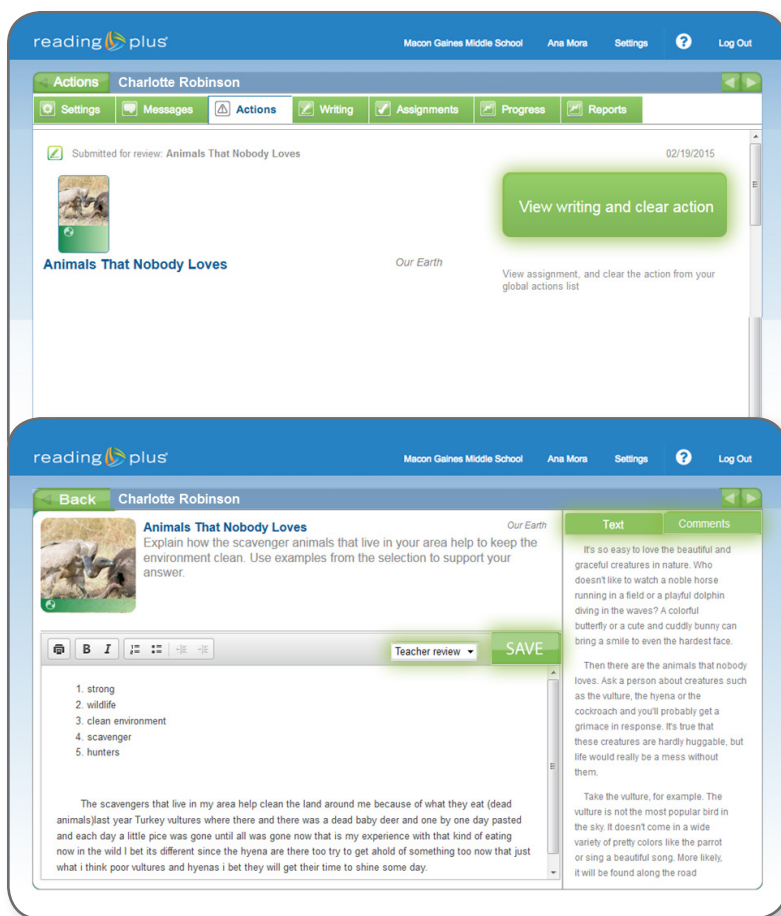 reading plus
Macon Gaines Middle School Ana Mora Settings ? Log Out
Actions Charlotte Robinson
Settings Messages Actions Writing Assignments Progress Reports
Submitted for review: Animals That Nobody Loves 02/19/2015
View writing and clear action
Animals That Nobody Loves Our Earth
View assignment, and clear the action from your
global actions list
reading plus
Macon Gaines Middle School Ana Mora Settings ? Log Out
Back Charlotte Robinson
Animals That Nobody Loves Our Earth
Explain how the scavenger animals that live in your area help to keep the
environment clean. Use examples from the selection to support your
answer.
B I Teacher review SAVE
1. strong
2. wildlife
3. clean environment
4. scavenger
5. hunters
The scavengers that live in my area help clean the land around me because of what they eat (dead
animals)last year Turkey vultures where there and there was a dead baby deer and one by one day pasted
and each day a little pice was gone until all was gone now that is my experience with that kind of eating
now in the wild I bet its different since the hyena are there too try to get ahold of something too now that just
what i think poor vultures and hyenas i bet they will get their time to shine some day.
Text Comments
It's so easy to love the beautiful and
graceful creatures in nature. Who
doesn't like to watch a noble horse
running in a field or a playful dolphin
diving in the waves? A colorful
butterfly or a cute and cuddly bunny can
bring a smile to even the hardest face.
Then there are the animals that nobody
loves. Ask a person about creatures such
as the vulture, the hyena or the
cockroach and you'll probably get a
grimace in response. It's true that
these creatures are hardly huggable, but
life would really be a mess without
them.
Take the vulture, for example. The
vulture is not the most popular bird in
the sky. It doesn't come in a wide
variety of pretty colors like the parrot
or sing a beautiful song. More likely,
it will be found along the road